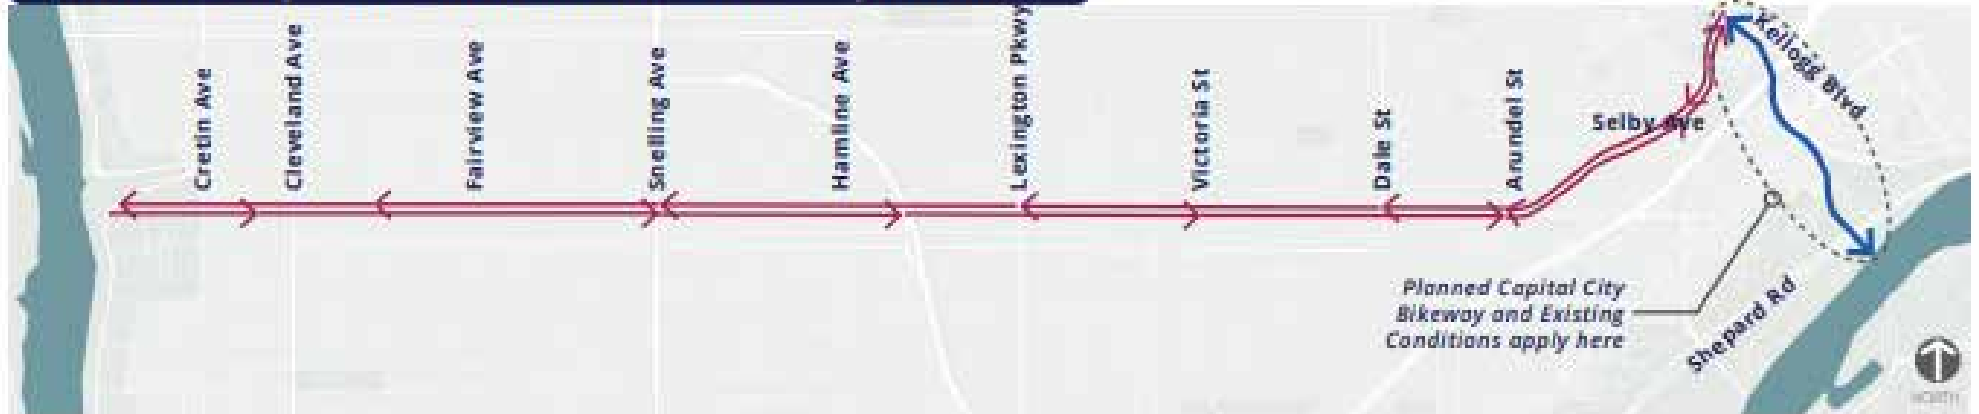 Cretin Ave
Cleveland Ave
Fairview Ave
Snelling Ave
Hamline Ave
Lexington Pkwy
Victoria St
Dale St
Arundel St
Selby Ave
Kellogg Blvd
Planned Capital City
Bikeway and Existing
Conditions apply here
Shepard Rd
NORTH